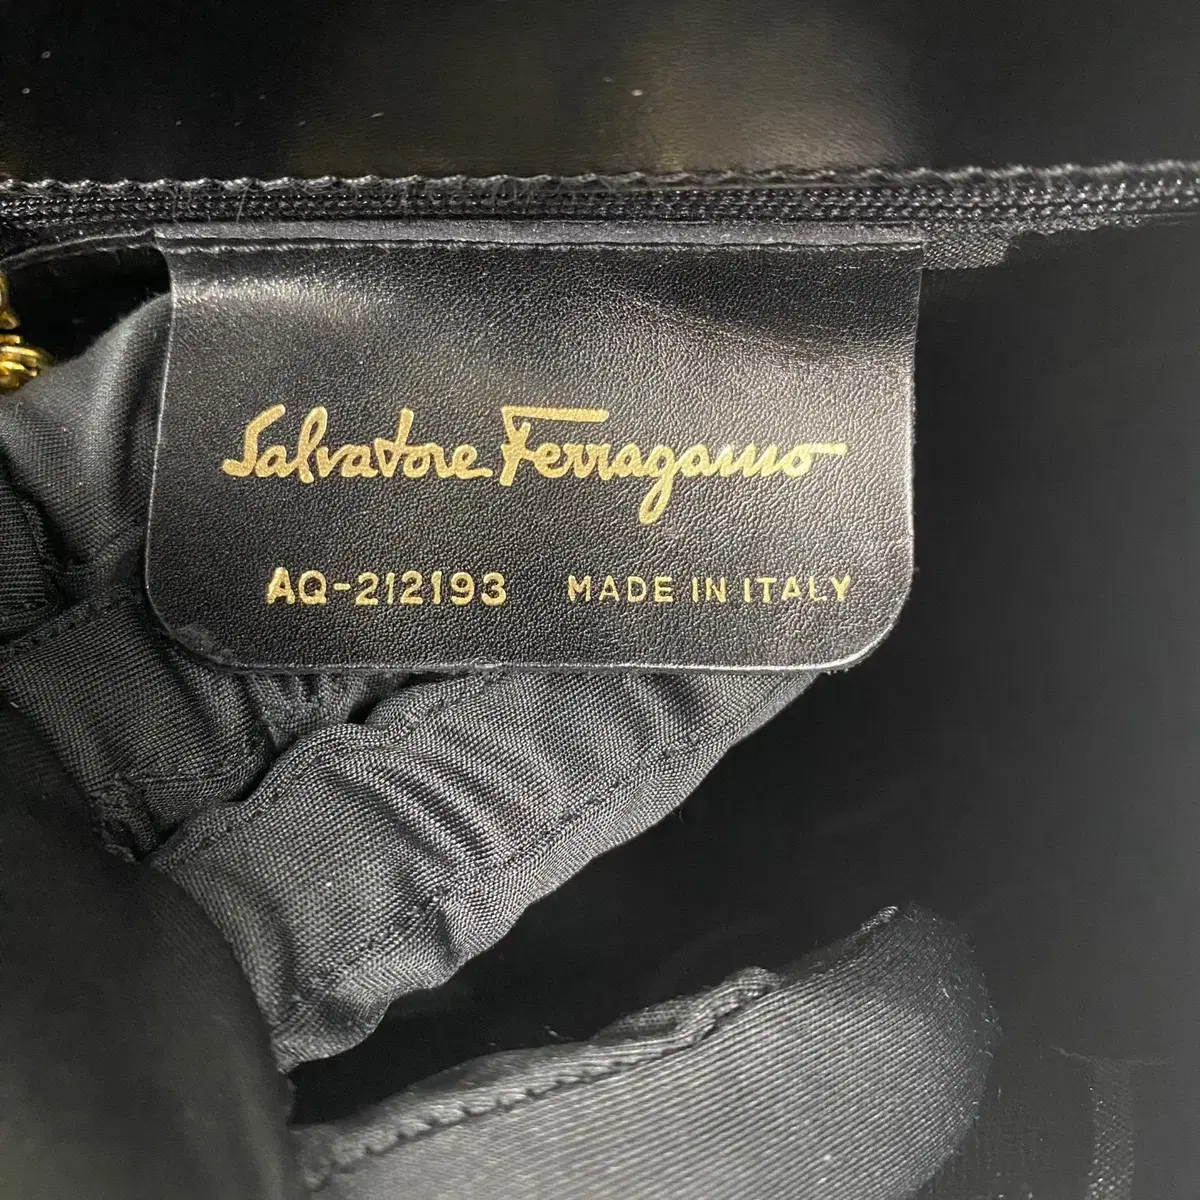 Salvatore Ferragamo
AQ-212193 MADE IN ITALY